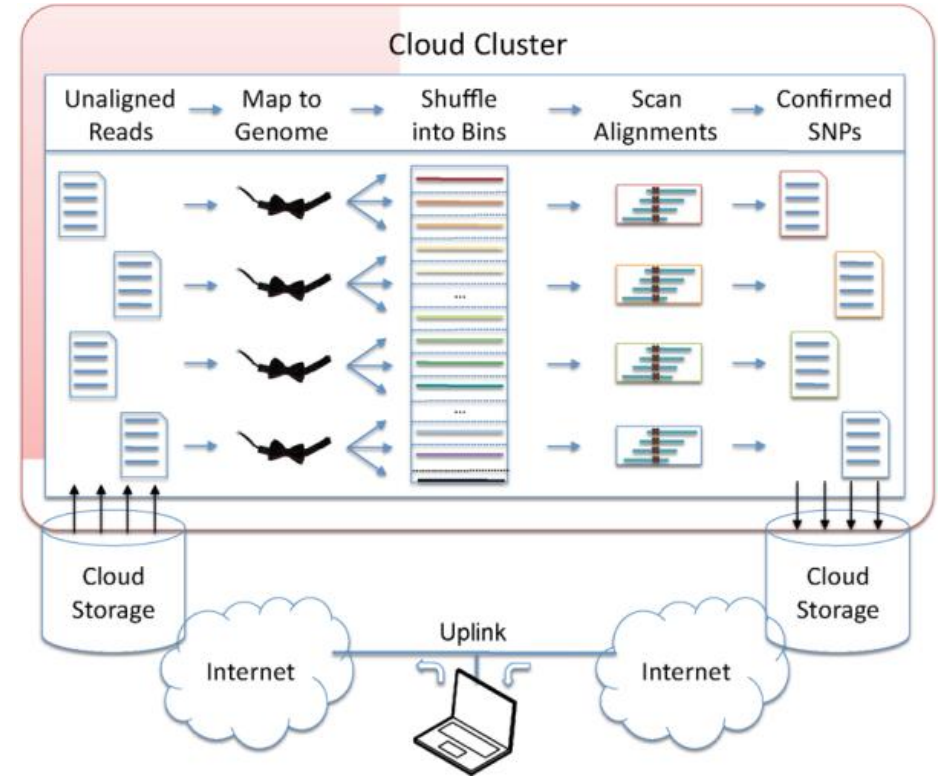 Cloud Cluster
Unaligned
Reads
Map to
Genome
Shuffle
into Bins
Scan
Alignments
Confirmed
SNPs
...
...
Cloud
Storage
Cloud
Storage
Uplink
Internet
Internet